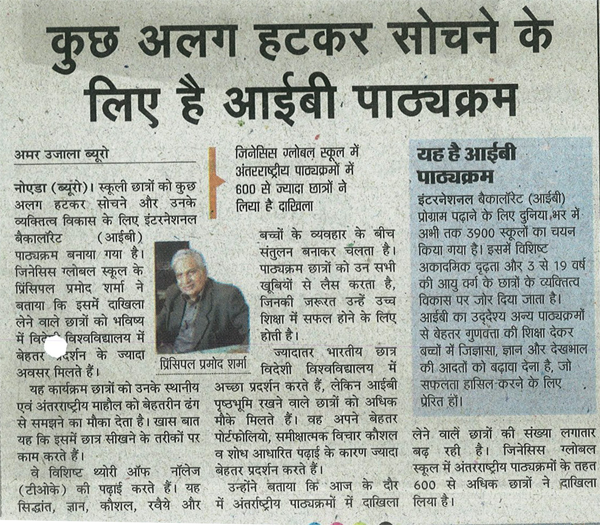 कुछ अलग हटकर सोचने के
लिए है आईबी पाठ्यक्रम
अमर उजाला ब्यूरो
नोएडा (ब्यूरो)। स्कूली छात्रों को कुछ
अलग हटकर सोचने और उनके
व्यक्तित्व विकास के लिए इंटरनेशनल
बैकालॉरेट (आईबी)
पाठ्यक्रम बनाया गया है।
जिनेसिस ग्लोबल स्कूल के
प्रिंसिपल प्रमोद शर्मा ने
बताया कि इसमें दाखिला
लेने वाले छात्रों को भविष्य
में विश्वविद्यालय में
बेहतर के ज्यादा
अवसर मिलते हैं।
यह कार्यक्रम छात्रों को उनके स्थानीय
एवं अंतरराष्ट्रीय माहौल को बेहतरीन ढंग
से समझने का मौका देता है। खास बात
यह कि इसमें छात्र सीखने के तरीकों पर
काम करते हैं।
वे विशिष्ट थ्योरी ऑफ नॉलेज
(टीओके) की पढ़ाई करते हैं। यह
सिद्धांत, ज्ञान, कौशल, रवैये और
जिनेसिस ग्लोबल स्कूल में
अंतरराष्ट्रीय पाठ्यक्रमों में
600 से ज्यादा छात्रों ने
लिया है दाखिला
प्रिंसिपल प्रमोद शर्मा
बच्चों के व्यवहार के बीच
संतुलन बनाकर चलता है।
पाठ्यक्रम छात्रों को उन सभी
खूबियों से लैस करता है,
जिनकी जरूरत उन्हें उच्च
शिक्षा में सफल होने के लिए
होती है।
ज्यादातर भारतीय छात्र
विदेशी विश्वविद्यालय में
अच्छा प्रदर्शन करते हैं, लेकिन आईबी
पृष्ठभूमि रखने वाले छात्रों को अधिक
मौके मिलते हैं। वह अपने बेहतर
पोर्टफोलियो, समीक्षात्मक विचार कौशल
व शोध आधारित पढ़ाई के कारण ज्यादा
बेहतर प्रदर्शन करते हैं।
उन्होंने बताया कि आज के दौर
में अंतर्राष्ट्रीय पाठ्यक्रमों में दाखिला
यह है आईबी
पाठ्यक्रम
इंटरनेशनल बैकालॉरेट (आईबी)
प्रोग्राम पढ़ाने के लिए दुनिया भर में
अभी तक 3900 स्कूलों का चयन
किया गया है। इसमें विशिष्ट
अकादमिक दृढ़ता और 3 से 19 वर्ष
की आयु वर्ग के छात्रों के व्यक्तित्व
विकास पर जोर दिया जाता है।
आईबी का उद्देश्य अन्य पाठ्यक्रमों
से बेहतर गुणवत्ता की शिक्षा देकर
बच्चों में जिज्ञासा, ज्ञान और देखभाल
की आदतों को बढ़ावा देना है, जो
सफलता हासिल करने के लिए
प्रेरित हों।
लेने वालें छात्रों की संख्या लगातार
बढ़ रही है। जिनेसिस ग्लोबल
स्कूल में अंतरराष्ट्रीय पाठ्यक्रमों के तहत
600 से अधिक छात्रों ने दाखिला
लिया है।